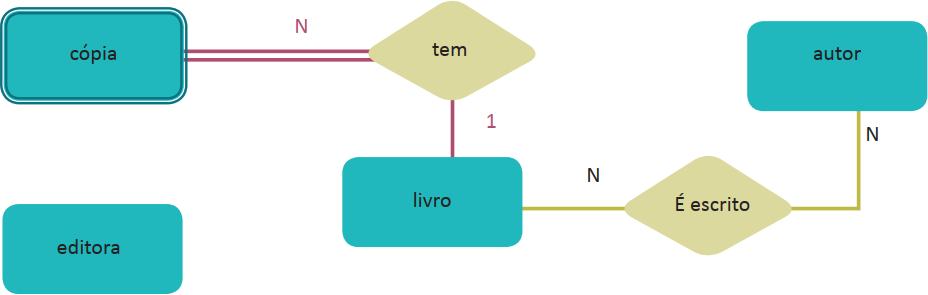 cópia
N
tem
autor
1
N
livro
N
É escrito
editora